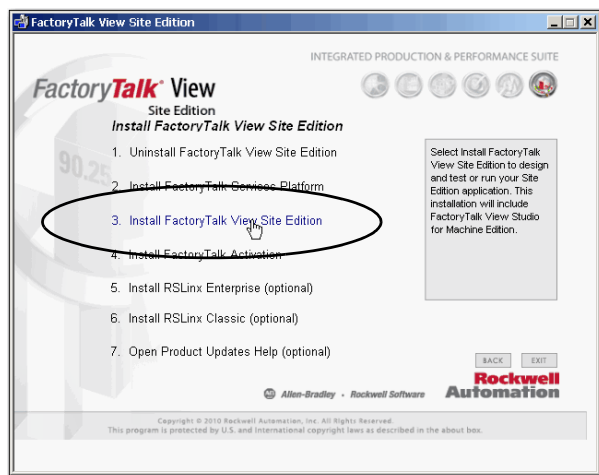 FactoryTalk View Site Edition
INTEGRATED PRODUCTION & PERFORMANCE SUITE
FactoryTalk View
Site Edition
Install FactoryTalk View Site Edition
90.25
1. Uninstall FactoryTalk View Site Edition
2. Install FactoryTalk Services Platform
3. Install FactoryTalk View Site Edition
4. Install FactoryTalk Activation
5. Install RSLinx Enterprise (optional)
6. Install RSLinx Classic (optional)
7. Open Product Updates Help (optional)
Select Install FactoryTalk
View Site Edition to design
and test or run your Site
Edition application. This
installation will include
FactoryTalk View Studio
for Machine Edition.
BACK EXIT
Allen-Bradley • Rockwell Software
Rockwell
Automation
Copyright © 2010 Rockwell Automation, Inc. All Rights Reserved.
This program is protected by U.S. and International copyright laws as described in the about box.